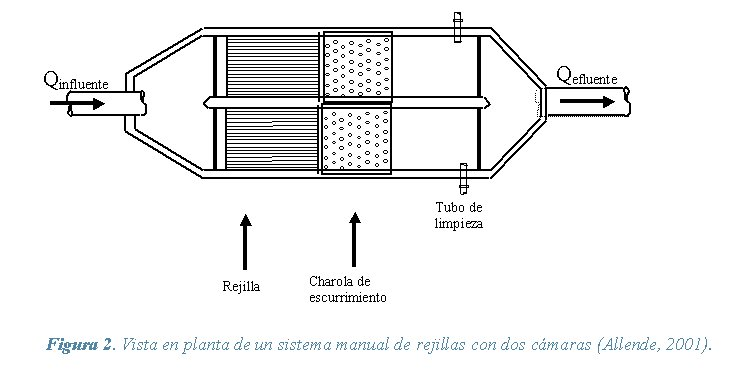 Qinfluente
Qefluente
Tubo de
limpieza
Rejilla
Charola de
escurrimiento
Figura 2. Vista en planta de un sistema manual de rejillas con dos cámaras (Allende, 2001).